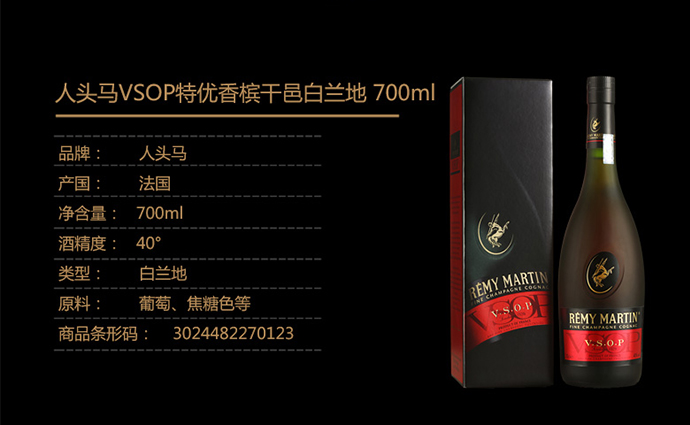 人头马VSOP特优香槟干邑白兰地 700ml
品牌： 人头马
产国： 法国
净含量： 700ml
酒精度： 40°
类型： 白兰地
原料： 葡萄、焦糖色等
商品条形码： 3024482270123
RÉMY MARTIN
FINE CHAMPAGNE COGNAC
VSOP
V·S·O·P
RÉMY MARTIN
FINE CHAMPAGNE COGNAC
VSOP
V·S·O·P